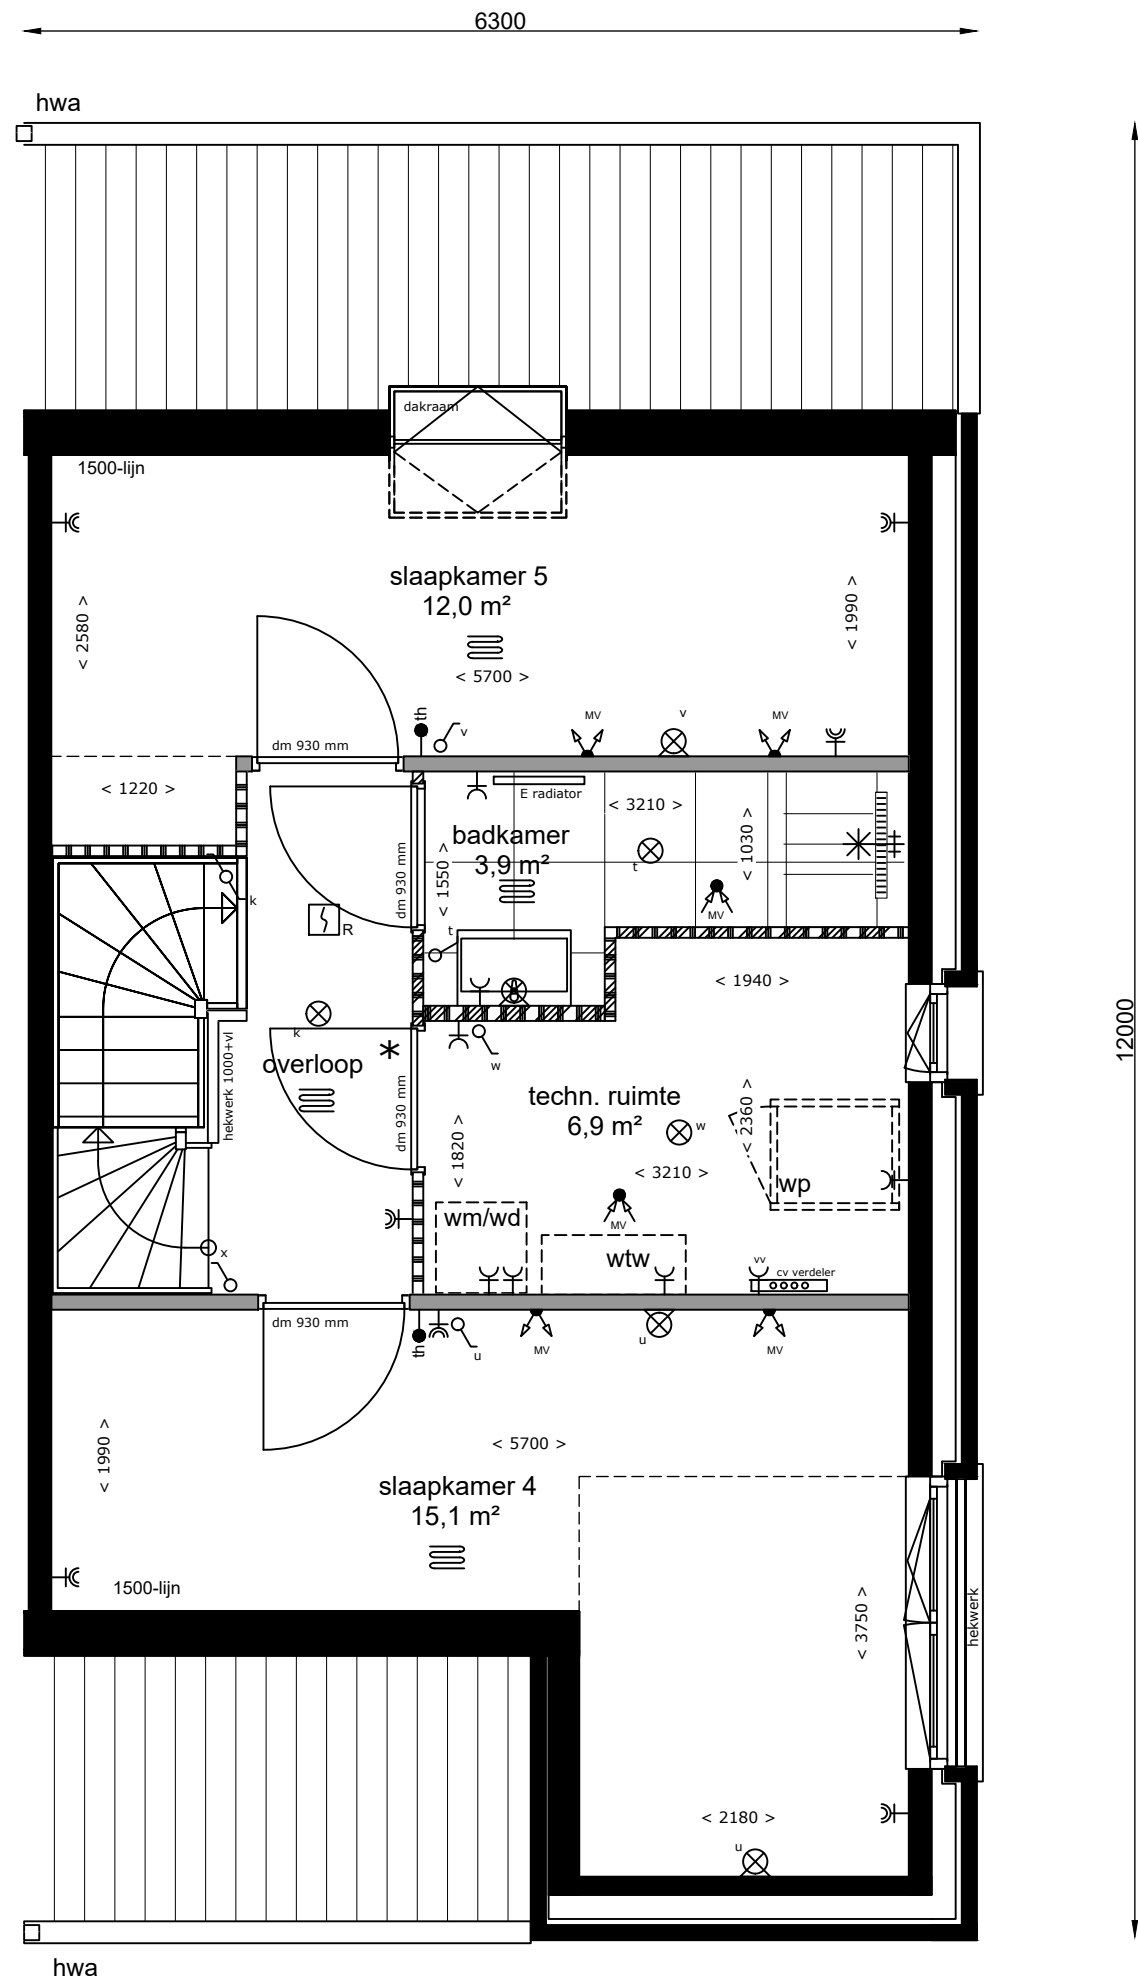 6300
hwa
12000
dakraam
1500-lijn
slaapkamer 5
12,0 m²
< 2580 >
< 1990 >
< 5700 >
th
v
MV
v
MV
dm 930 mm
< 1220 >
E radiator
< 3210 >
badkamer
3,9 m²
< 1550 >
< 1030 >
dm 930 mm
t
MV
k
R
t
< 1940 >
k
w
hekwerk 1000+vl
overloop
*
dm 930 mm
techn. ruimte
6,9 m²
w
< 2360 >
< 1820 >
< 3210 >
wp
wm/wd
MV
wtw
vv
cv verdeler
x
dm 930 mm
th
u
MV
u
MV
< 1990 >
< 5700 >
slaapkamer 4
15,1 m²
1500-lijn
< 3750 >
hekwerk
< 2180 >
u
hwa